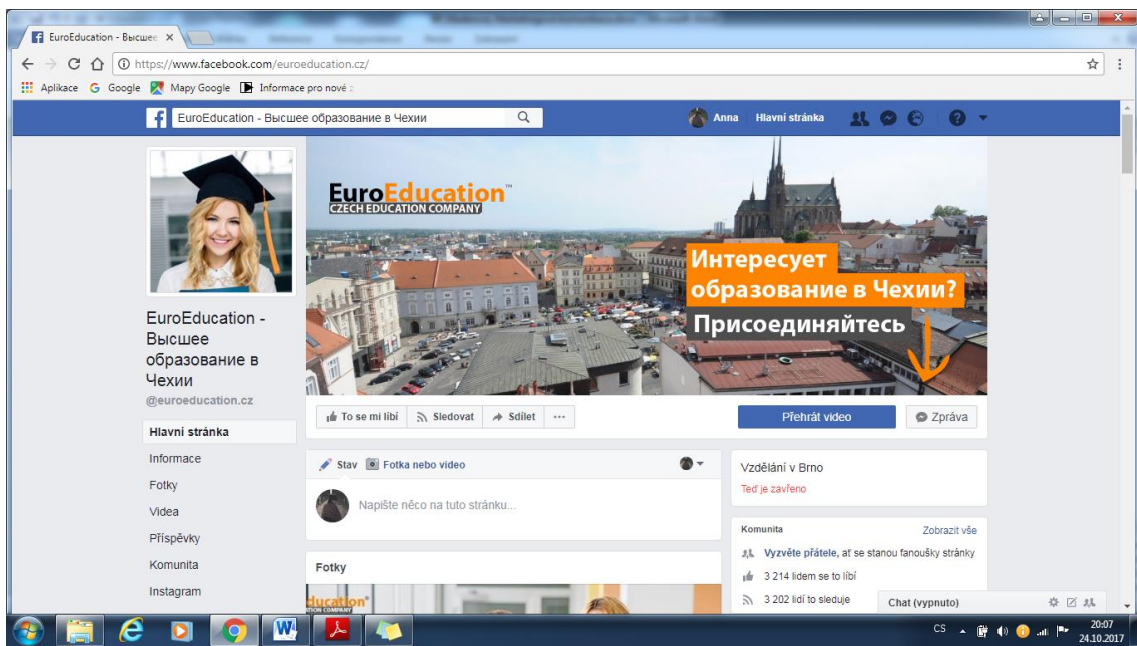 EuroEducation - Высшее
https://www.facebook.com/euroeducation.cz/
Aplikace Google Mapy Google Informace pro nové
EuroEducation - Высшее образование в Чехии
Anna Hlavní stránka
EuroEducation™
CZECH EDUCATION COMPANY
Интересует
образование в Чехии?
Присоединяйтесь
EuroEducation -
Высшее
образование в
Чехии
@euroeducation.cz
To se mi líbí Sledovat Sdílet ...
Přehrát video Zpráva
Hlavní stránka
Informace
Fotky
Videa
Příspěvky
Komunita
Instagram
Stav Fotka nebo video
Napište něco na tuto stránku...
Fotky
ducation®
TION COMPANY
Vzdělání v Brno
Teď je zavřeno
Komunita Zobrazit vše
Vyzvěte přátele, ať se stanou fanoušky stránky
3 214 lidem se to líbí
3 202 lidí to sleduje
Chat (vypnuto)
CS
20:07
24.10.2017